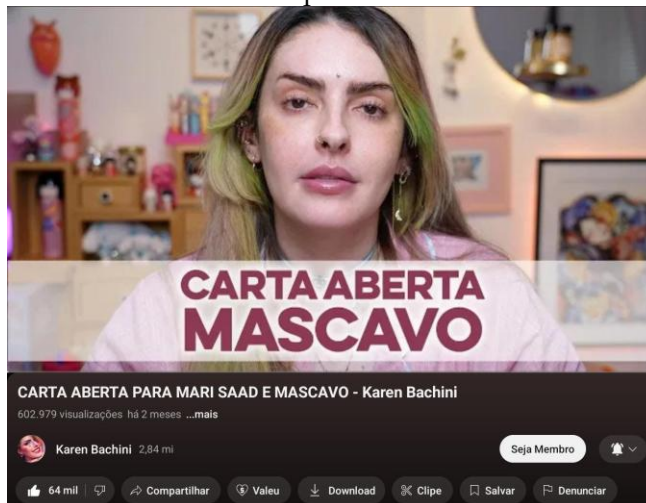 CARTA ABERTA
MASCAVO
CARTA ABERTA PARA MARI SAAD E MASCAVO - Karen Bachini
602.979 visualizações há 2 meses ...mais
Karen Bachini 2,84 mi
Seja Membro
64 mil Compartilhar Valeu Download Clipe Salvar Denunciar